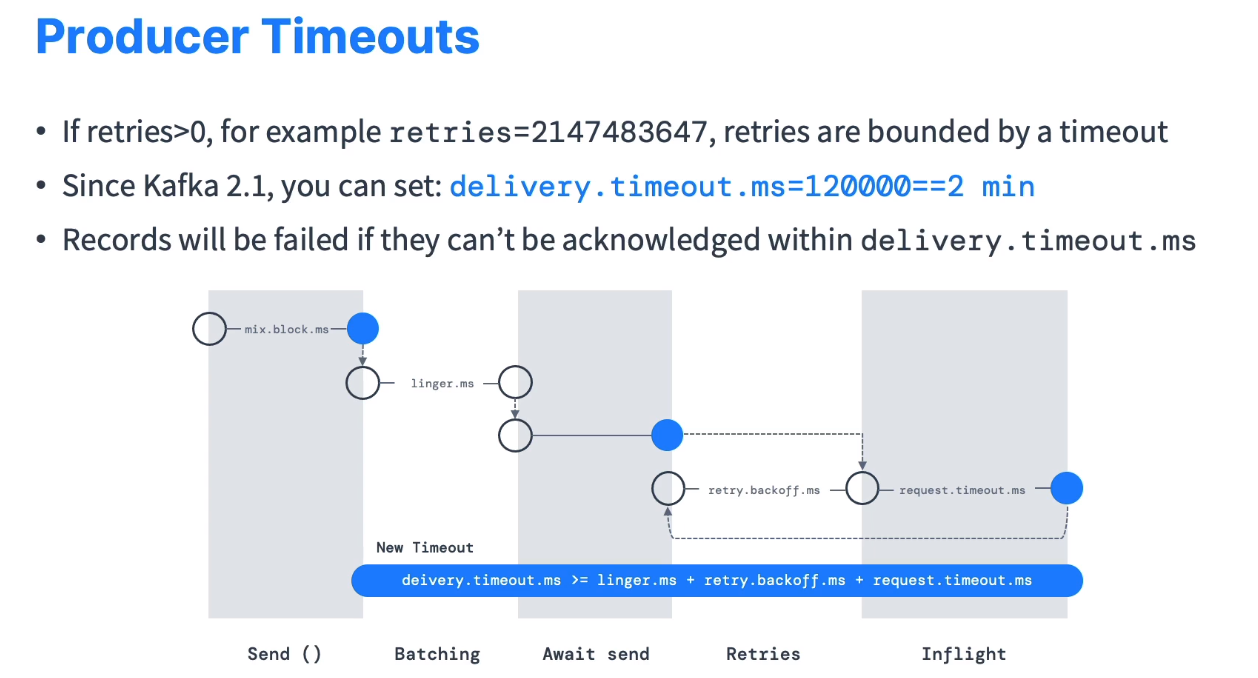 Producer Timeouts
• If retries>0, for example retries=2147483647, retries are bounded by a timeout
• Since Kafka 2.1, you can set: delivery.timeout.ms=120000==2 min
• Records will be failed if they can't be acknowledged within delivery.timeout.ms
mix.block.ms
linger.ms
retry.backoff.ms
request.timeout.ms
New Timeout
deivery.timeout.ms >= linger.ms + retry.backoff.ms + request.timeout.ms
Send ()
Batching
Await send
Retries
Inflight